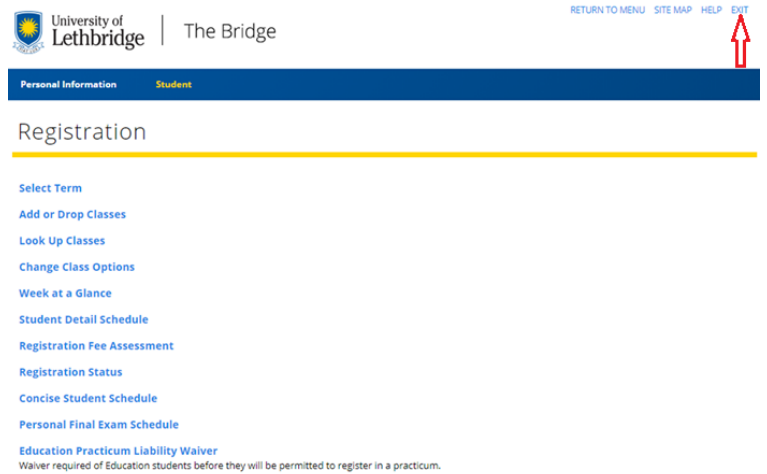 University of
Lethbridge
The Bridge
RETURN TO MENU SITE MAP HELP EXIT
Personal Information Student
Registration
Select Term
Add or Drop Classes
Look Up Classes
Change Class Options
Week at a Glance
Student Detail Schedule
Registration Fee Assessment
Registration Status
Concise Student Schedule
Personal Final Exam Schedule
Education Practicum Liability Waiver
Waiver required of Education students before they will be permitted to register in a practicum.